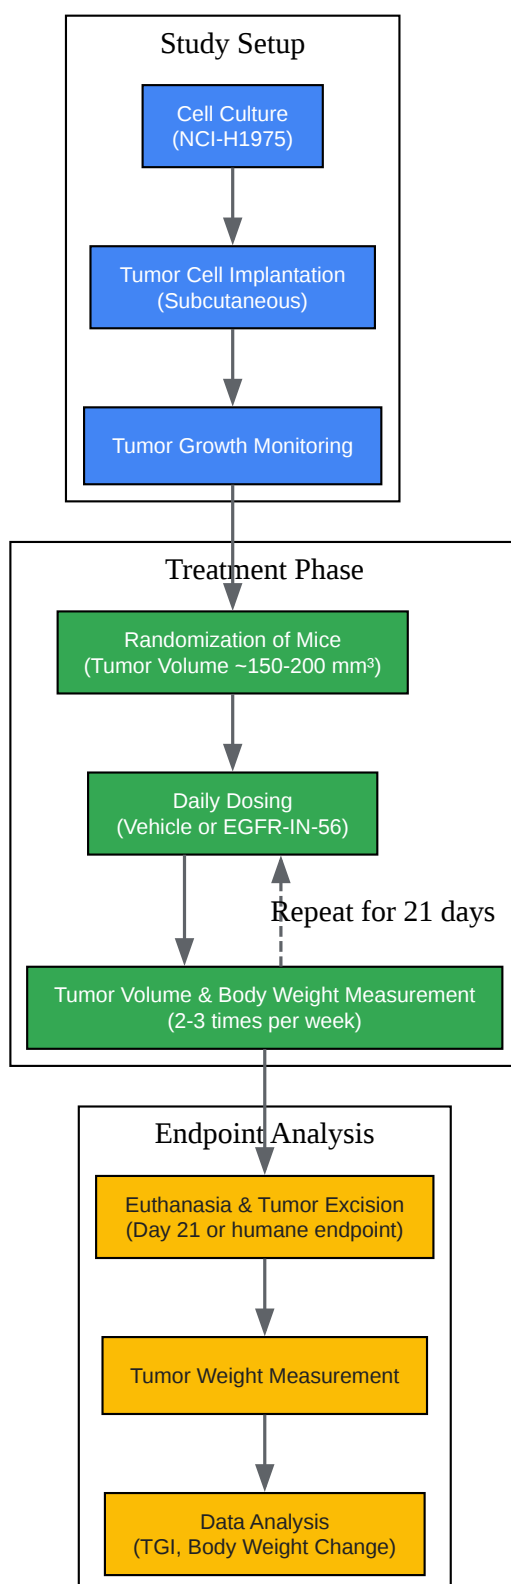 Study Setup
Cell Culture
(NCI-H1975)
Tumor Cell Implantation
(Subcutaneous)
Tumor Growth Monitoring
Treatment Phase
Randomization of Mice
(Tumor Volume ~150-200 mm³)
Daily Dosing
(Vehicle or EGFR-IN-56)
Repeat for 21 days
Tumor Volume & Body Weight Measurement
(2-3 times per week)
Endpoint Analysis
Euthanasia & Tumor Excision
(Day 21 or humane endpoint)
Tumor Weight Measurement
Data Analysis
(TGI, Body Weight Change)